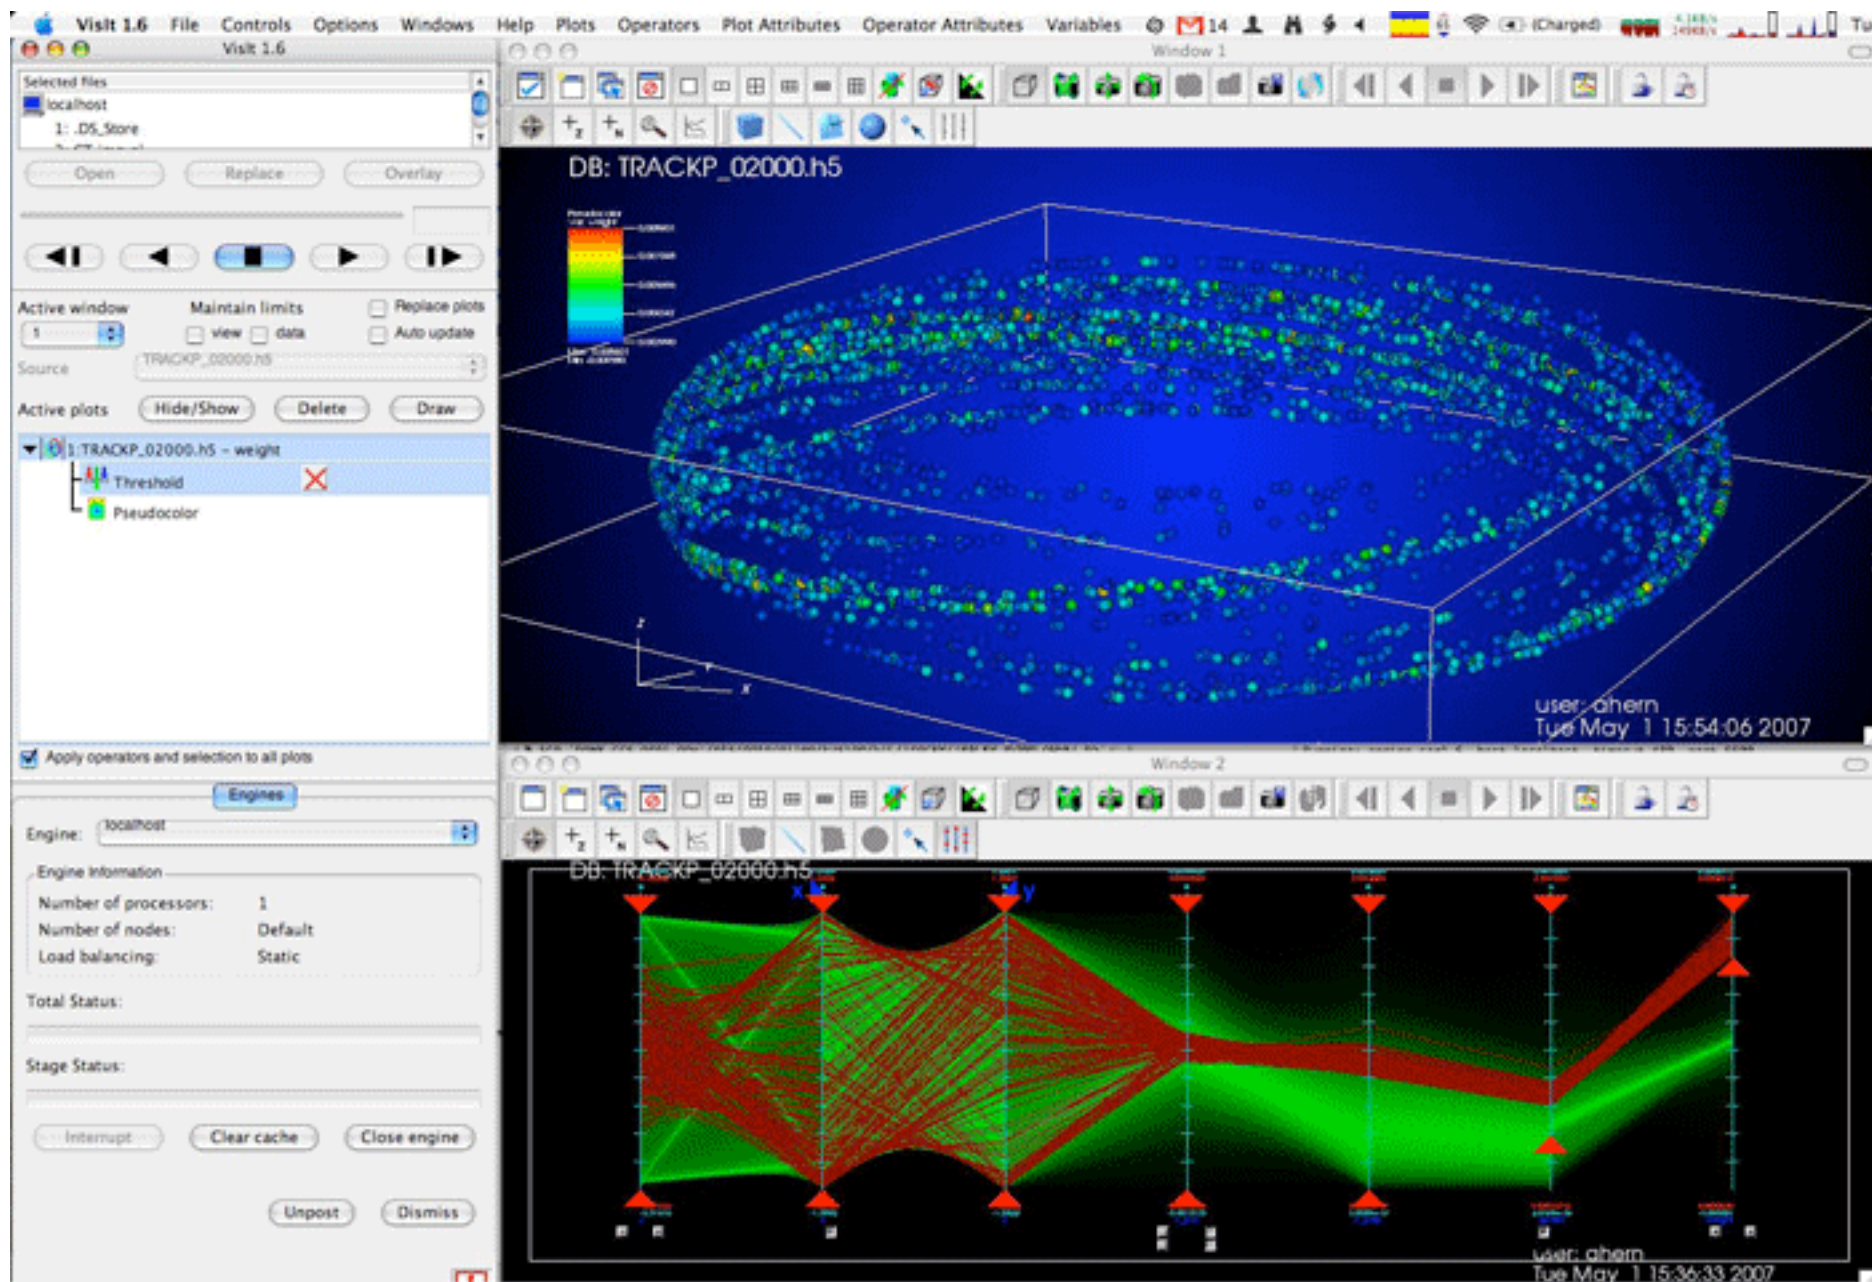 VisIt 1.6 File Controls Options Windows Help Plots Operators Plot Attributes Operator Attributes Variables 14 (Charged) Tu
VisIt 1.6
Selected files
localhost
1: .DS_Store
Open Replace Overlay
Active window Maintain limits Replace plots
1 view data Auto update
Source TRACKP_02000.h5
Active plots Hide/Show Delete Draw
1:TRACKP_02000.h5 - weight
Threshold
Pseudocolor
Apply operators and selection to all plots
Engines
Engine: localhost
Engine Information
Number of processors: 1
Number of nodes: Default
Load balancing: Static
Total Status:
Stage Status:
Interrupt Clear cache Close engine
Unpost Dismiss
Window 1
DB: TRACKP_02000.h5
Pseudocolor
Z
Y
X
user: ahern
Tue May 1 15:54:06 2007
Window 2
DB: TRACKP_02000.h5
x y
user: ahern
Tue May 1 15:36:33 2007